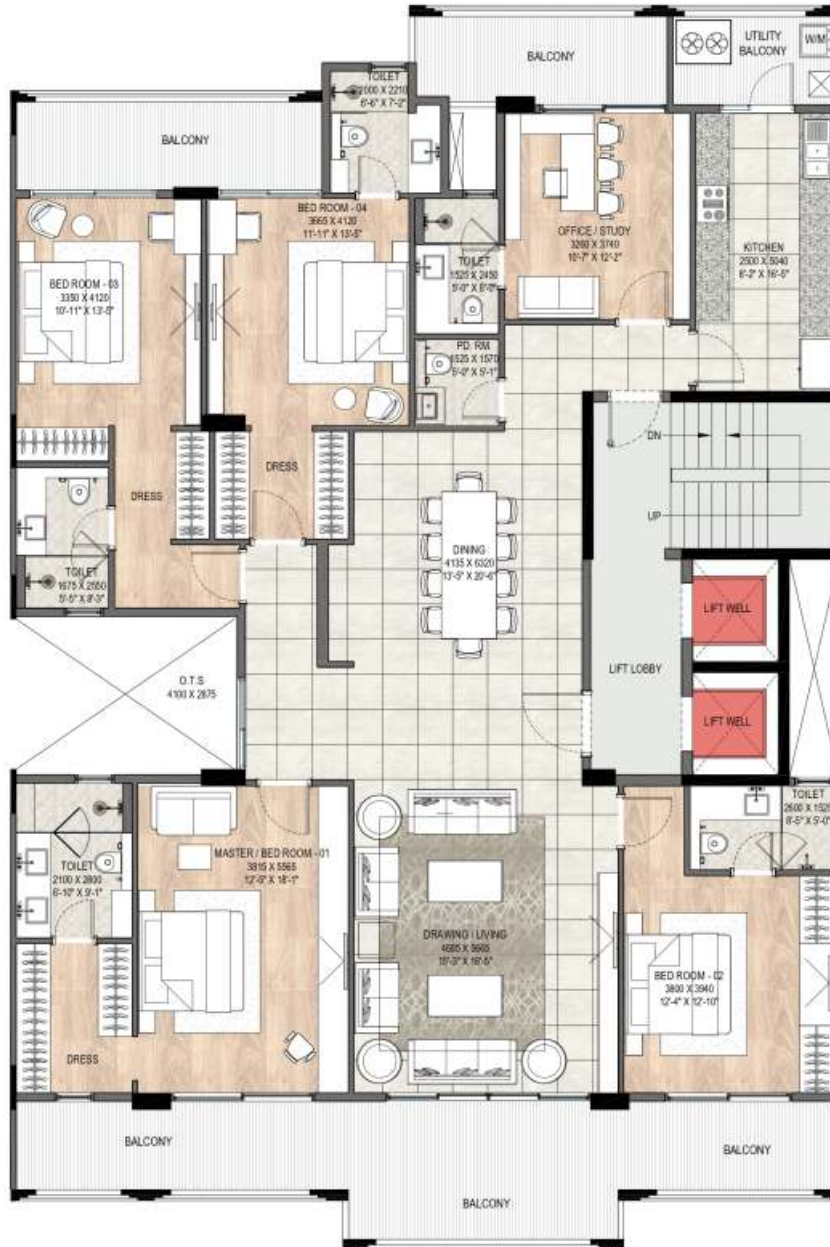 UTILITY
BALCONY
W/M
BALCONY
TOILET
2000 X 2210
6'-6" X 7'-2"
BALCONY
BED ROOM - 04
3665 X 4120
11'-11" X 13'-5"
OFFICE / STUDY
3260 X 3740
10'-7" X 12'-2"
KITCHEN
2500 X 5040
8'-2" X 16'-5"
TOILET
1525 X 2450
5'-0" X 8'-0"
BED ROOM - 03
3350 X 4120
10'-11" X 13'-5"
PD. RM.
1525 X 1570
5'-0" X 5'-1"
DN
UP
DRESS
DRESS
DINING
4135 X 6320
13'-5" X 20'-6"
TOILET
1675 X 2550
5'-5" X 8'-3"
LIFT WELL
LIFT LOBBY
O.T.S
4100 X 2875
LIFT WELL
TOILET
2600 X 1525
8'-5" X 5'-0"
TOILET
2100 X 2800
6'-10" X 9'-1"
MASTER / BED ROOM - 01
3815 X 5565
12'-5" X 18'-1"
DRAWING / LIVING
4685 X 5665
15'-3" X 18'-5"
BED ROOM - 02
3800 X 3940
12'-4" X 12'-10"
DRESS
BALCONY
BALCONY
BALCONY